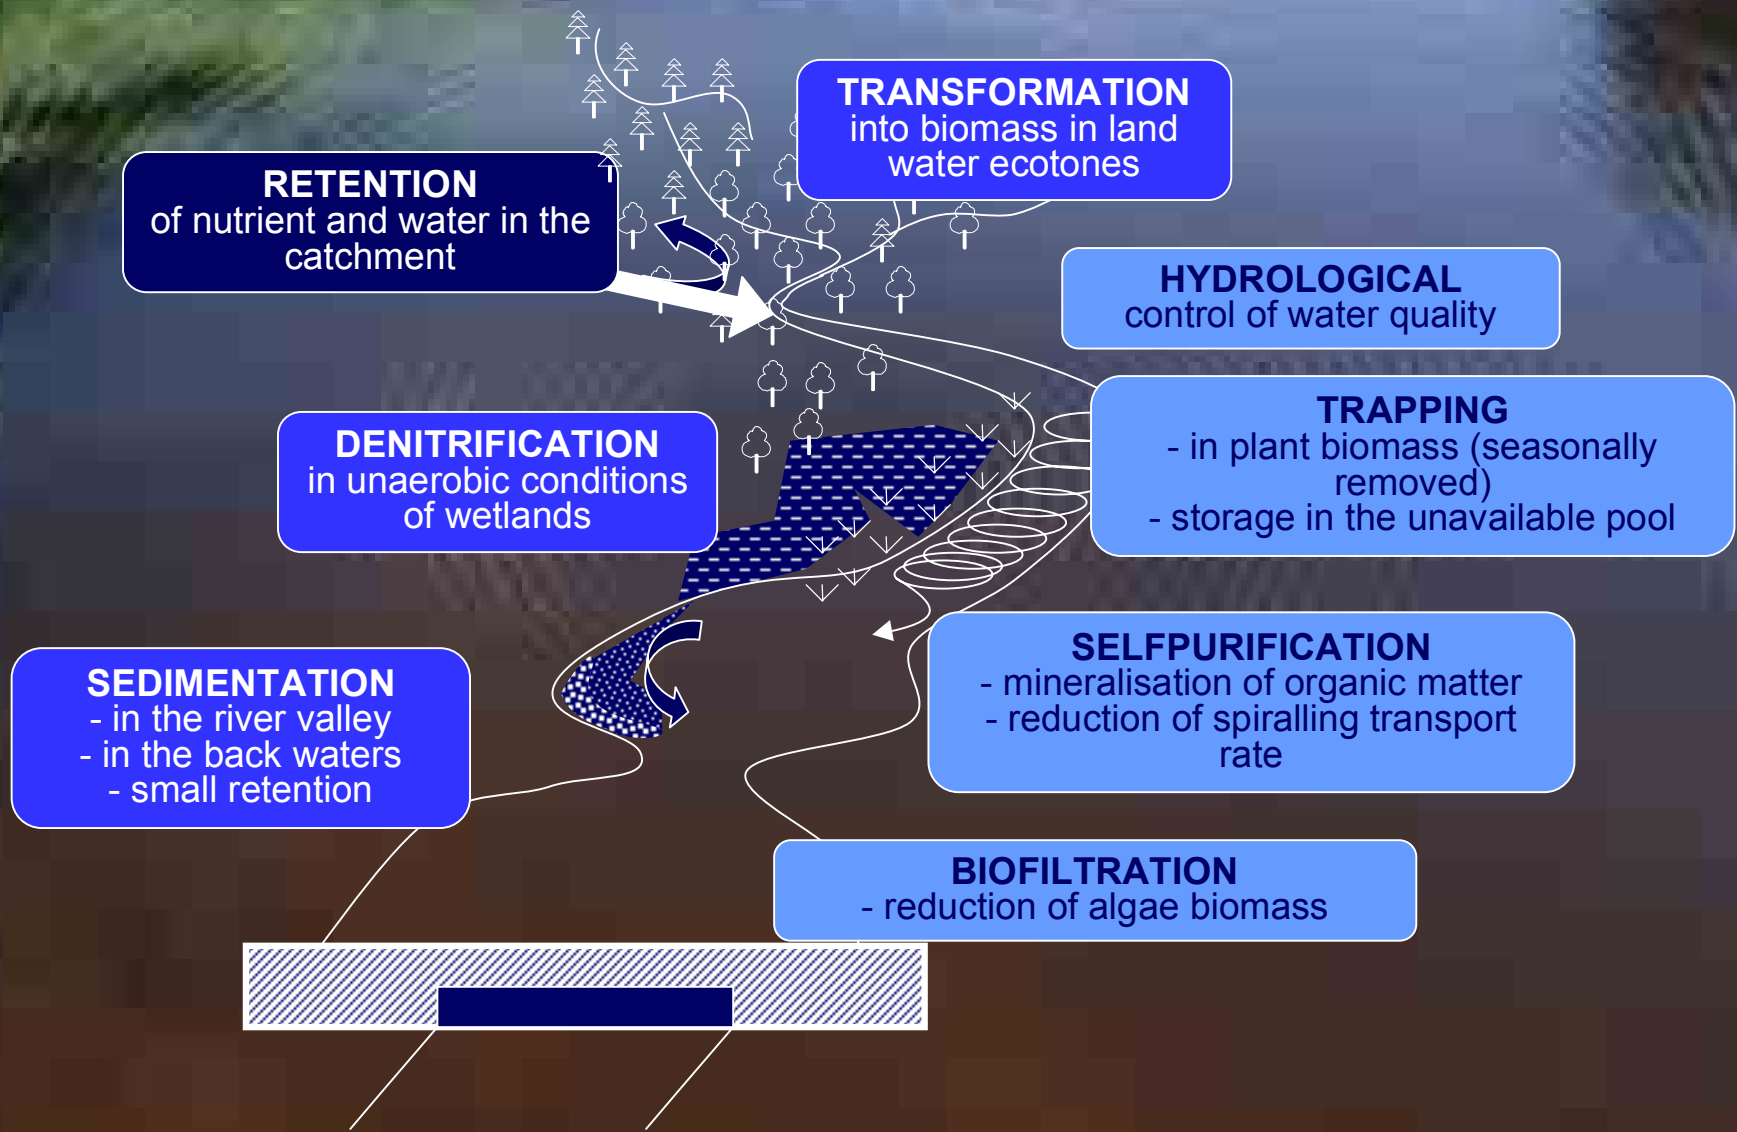 TRANSFORMATION
into biomass in land
water ecotones
RETENTION
of nutrient and water in the
catchment
HYDROLOGICAL
control of water quality
TRAPPING
- in plant biomass (seasonally
removed)
- storage in the unavailable pool
DENITRIFICATION
in unaerobic conditions
of wetlands
SELFPURIFICATION
- mineralisation of organic matter
- reduction of spiralling transport
rate
SEDIMENTATION
- in the river valley
- in the back waters
- small retention
BIOFILTRATION
- reduction of algae biomass